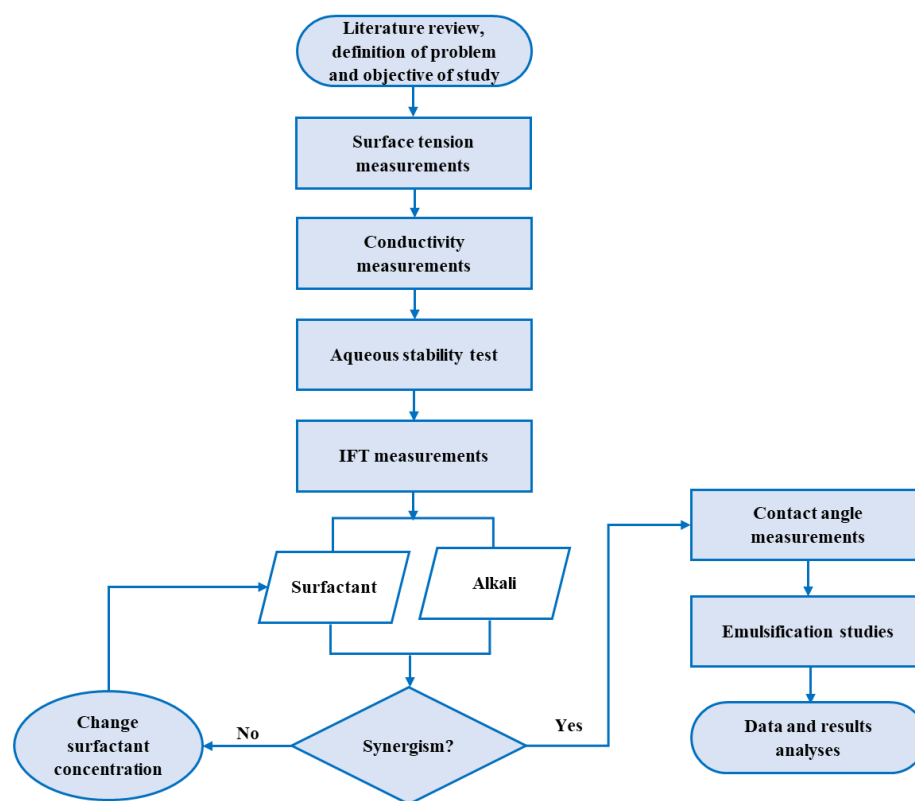 Literature review,
definition of problem
and objective of study
Surface tension
measurements
Conductivity
measurements
Aqueous stability test
IFT measurements
Surfactant
Alkali
Synergism?
No
Change
surfactant
concentration
Yes
Contact angle
measurements
Emulsification studies
Data and results
analyses